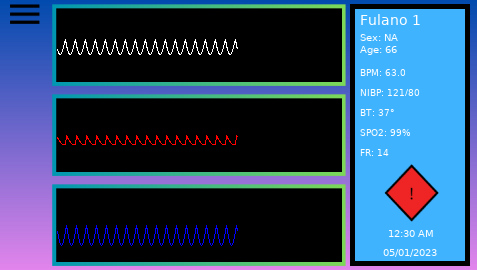 Fulano 1
Sex: NA
Age: 66
BPM: 63.0
NIBP: 121/80
BT: 37°
SPO2: 99%
FR: 14
!
12:30 AM
05/01/2023